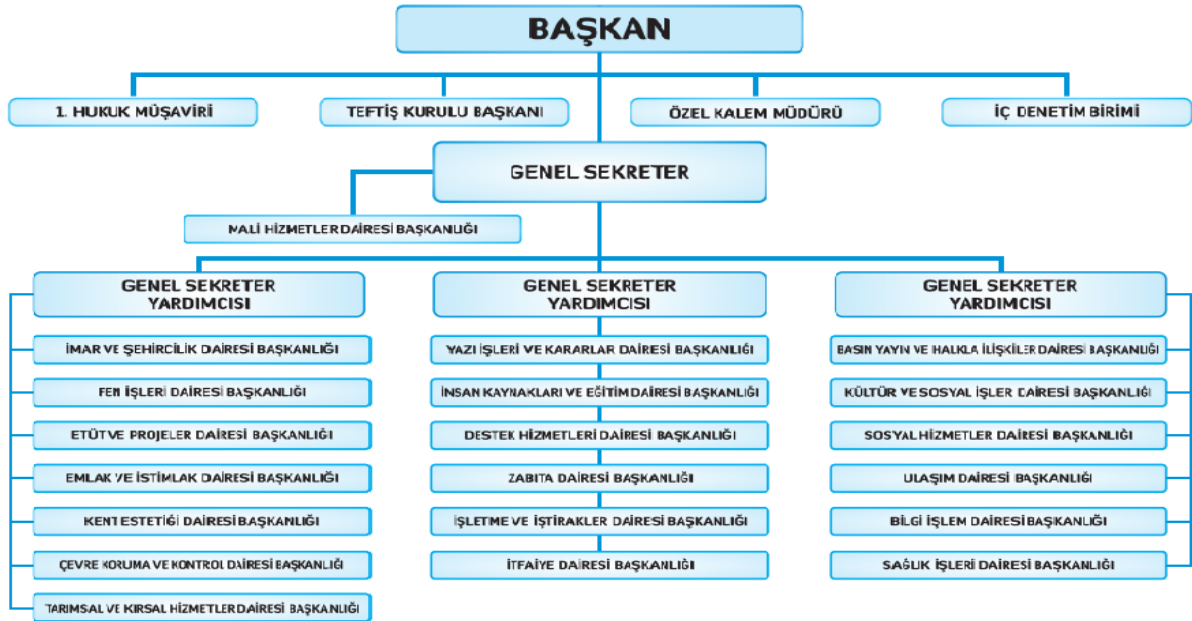 BAŞKAN
1. HUKUK MÜŞAVİRİ
TEFTİŞ KURULU BAŞKANI
ÖZEL KALEM MÜDÜRÜ
İÇ DENETİM BİRİMİ
GENEL SEKRETER
MALİ HİZMETLER DAİRESİ BAŞKANLIĞI
GENEL SEKRETER
YARDIMCISI
İMAR VE ŞEHİRCİLİK DAİRESİ BAŞKANLIĞI
FEN İŞLERİ DAİRESİ BAŞKANLIĞI
ETÜT VE PROJELER DAİRESİ BAŞKANLIĞI
EMLAK VE İSTİMLAK DAİRESİ BAŞKANLIĞI
KENT ESTETİĞİ DAİRESİ BAŞKANLIĞI
ÇEVRE KORUMA VE KONTROL DAİRESİ BAŞKANLIĞI
TARIMSAL VE KIRSAL HİZMETLER DAİRESİ BAŞKANLIĞI
GENEL SEKRETER
YARDIMCISI
YAZI İŞLERİ VE KARARLAR DAİRESİ BAŞKANLIĞI
İNSAN KAYNAKLARI VE EĞİTİM DAİRESİ BAŞKANLIĞI
DESTEK HİZMETLERİ DAİRESİ BAŞKANLIĞI
ZABITA DAİRESİ BAŞKANLIĞI
İŞLETME VE İŞTİRAKLER DAİRESİ BAŞKANLIĞI
İTFAİYE DAİRESİ BAŞKANLIĞI
GENEL SEKRETER
YARDIMCISI
BASIN YAYIN VE HALKLA İLİŞKİLER DAİRESİ BAŞKANLIĞI
KÜLTÜR VE SOSYAL İŞLER DAİRESİ BAŞKANLIĞI
SOSYAL HİZMETLER DAİRESİ BAŞKANLIĞI
ULAŞIM DAİRESİ BAŞKANLIĞI
BİLGİ İŞLEM DAİRESİ BAŞKANLIĞI
SAĞLIK İŞLERİ DAİRESİ BAŞKANLIĞI